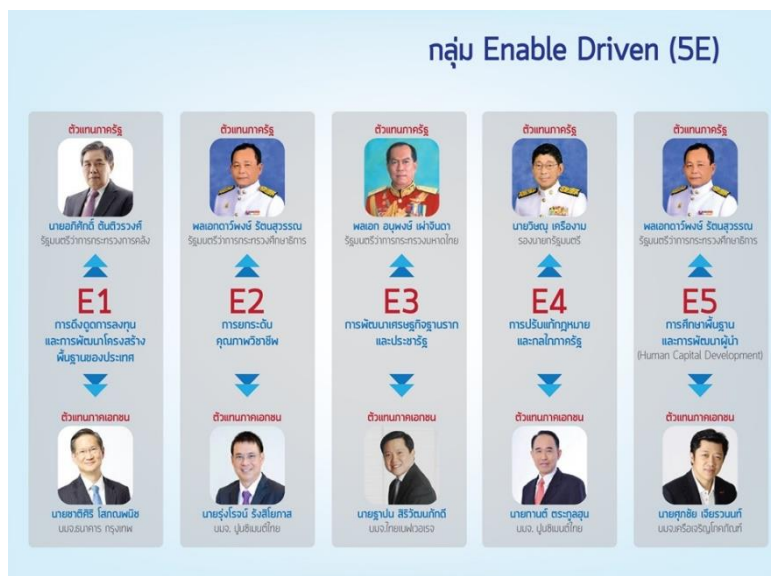 กลุ่ม Enable Driven (5E)
ตัวแทนภาครัฐ
นายอภิศักดิ์ ตันติวรวงศ์
รัฐมนตรีว่าการกระทรวงการคลัง
E1
การดึงดูดการลงทุน
และการพัฒนาโครงสร้าง
พื้นฐานของประเทศ
ตัวแทนภาคเอกชน
นายชาติศิริ โสภณพนิช
บมจ.ธนาคาร กรุงเทพ
ตัวแทนภาครัฐ
พลเอกดาว์พงษ์ รัตนสุวรรณ
รัฐมนตรีว่าการกระทรวงศึกษาธิการ
E2
การยกระดับ
คุณภาพวิชาชีพ
ตัวแทนภาคเอกชน
นายรุ่งโรจน์ รังสิโยภาส
บมจ. ปูนซิเมนต์ไทย
ตัวแทนภาครัฐ
พลเอก อนุพงษ์ เผ่าจินดา
รัฐมนตรีว่าการกระทรวงมหาดไทย
E3
การพัฒนาเศรษฐกิจฐานราก
และประชารัฐ
ตัวแทนภาคเอกชน
นายฐาปน สิริวัฒนภักดี
บมจ.ไทยเบฟเวอเรจ
ตัวแทนภาครัฐ
นายวิษณุ เครืองาม
รองนายกรัฐมนตรี
E4
การปรับแก้กฎหมาย
และกลไกภาครัฐ
ตัวแทนภาคเอกชน
นายกานต์ ตระกูลฮุน
บมจ. ปูนซิเมนต์ไทย
ตัวแทนภาครัฐ
พลเอกดาว์พงษ์ รัตนสุวรรณ
รัฐมนตรีว่าการกระทรวงศึกษาธิการ
E5
การศึกษาพื้นฐาน
และการพัฒนาผู้นำ
(Human Capital Development)
ตัวแทนภาคเอกชน
นายศุภชัย เจียรวนนท์
บมจ.เครือเจริญโภคภัณฑ์